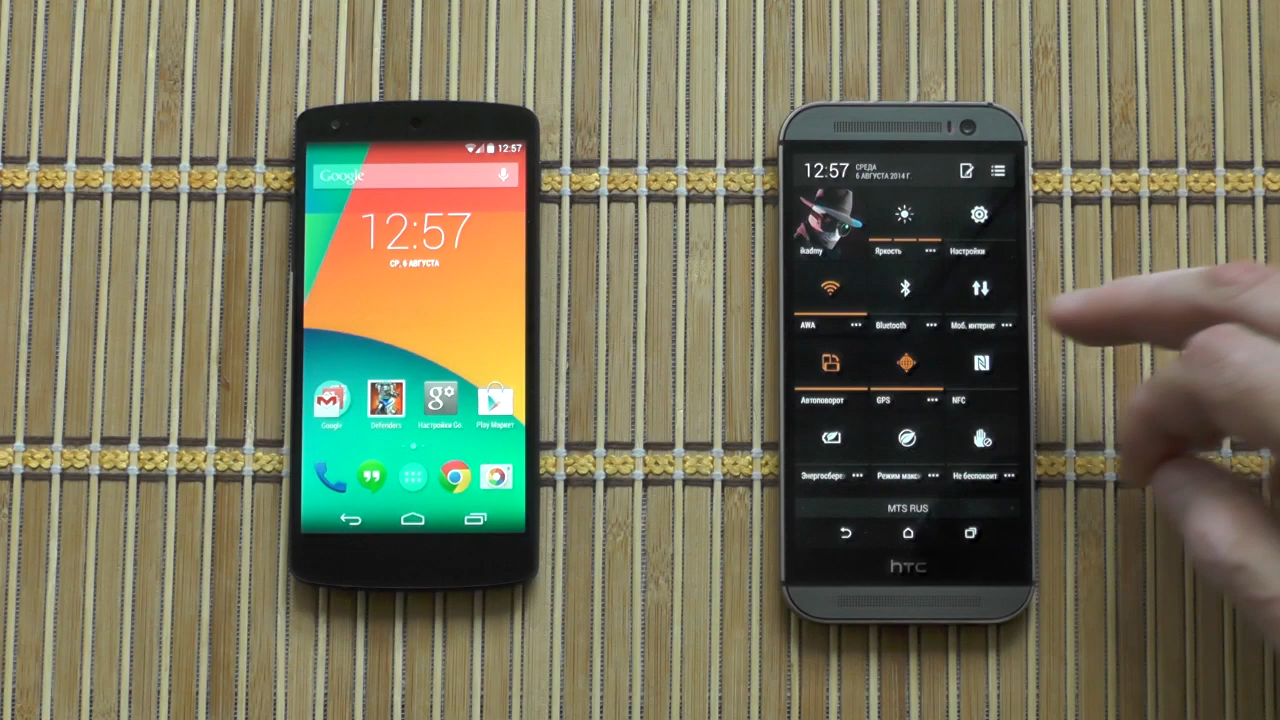 12:57
Google
12:57
СР, 6 АВГУСТА
Google
Defenders
Настройки Go
Play Маркет
12:57
СРЕДА
6 АВГУСТА 2014 Г.
ikadmy
Яркость
Настройки
AWA
Bluetooth
Моб. интерне
Автоповорот
GPS
NFC
Энергосбере
Режим макс
Не беспокоит
MTS RUS
hTC